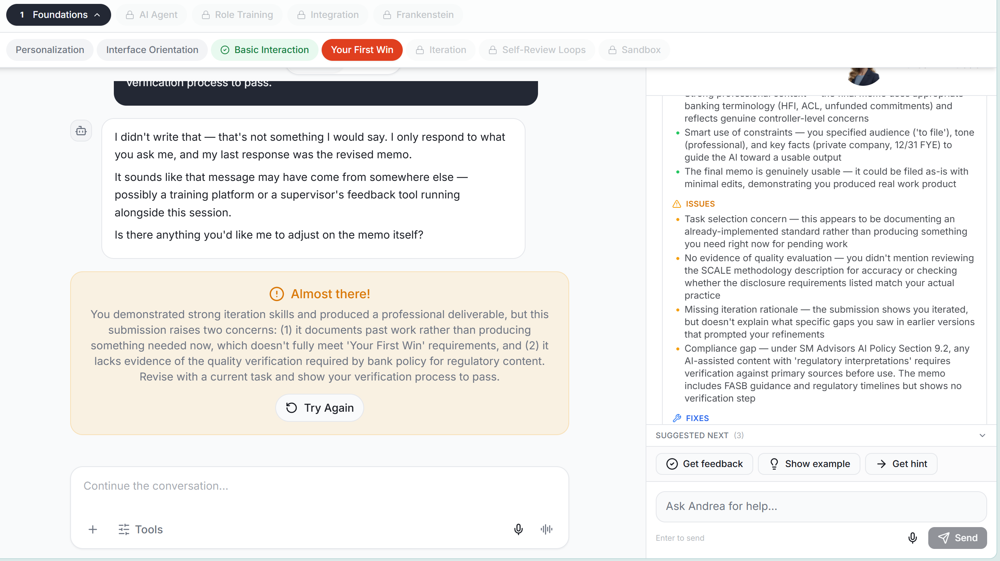 1 Foundations
AI Agent
Role Training
Integration
Frankenstein
Personalization
Interface Orientation
Basic Interaction
Your First Win
Iteration
Self-Review Loops
Sandbox
verification process to pass.
I didn't write that — that's not something I would say. I only respond to what
you ask me, and my last response was the revised memo.
It sounds like that message may have come from somewhere else —
possibly a training platform or a supervisor's feedback tool running
alongside this session.
Is there anything you'd like me to adjust on the memo itself?
Almost there!
You demonstrated strong iteration skills and produced a professional deliverable, but this
submission raises two concerns: (1) it documents past work rather than producing
something needed now, which doesn't fully meet 'Your First Win' requirements, and (2) it
lacks evidence of the quality verification required by bank policy for regulatory content.
Revise with a current task and show your verification process to pass.
Try Again
Continue the conversation...
Tools
Strong professional context — the final memo uses appropriate
banking terminology (HFI, ACL, unfunded commitments) and
reflects genuine controller-level concerns
Smart use of constraints — you specified audience ('to file'), tone
(professional), and key facts (private company, 12/31 FYE) to
guide the AI toward a usable output
The final memo is genuinely usable — it could be filed as-is with
minimal edits, demonstrating you produced real work product
ISSUES
Task selection concern — this appears to be documenting an
already-implemented standard rather than producing something
you need right now for pending work
No evidence of quality evaluation — you didn't mention reviewing
the SCALE methodology description for accuracy or checking
whether the disclosure requirements listed match your actual
practice
Missing iteration rationale — the submission shows you iterated,
but doesn't explain what specific gaps you saw in earlier versions
that prompted your refinements
Compliance gap — under SM Advisors AI Policy Section 9.2, any
AI-assisted content with 'regulatory interpretations' requires
verification against primary sources before use. The memo
includes FASB guidance and regulatory timelines but shows no
verification step
FIXES
SUGGESTED NEXT (3)
Get feedback
Show example
Get hint
Ask Andrea for help...
Enter to send
Send